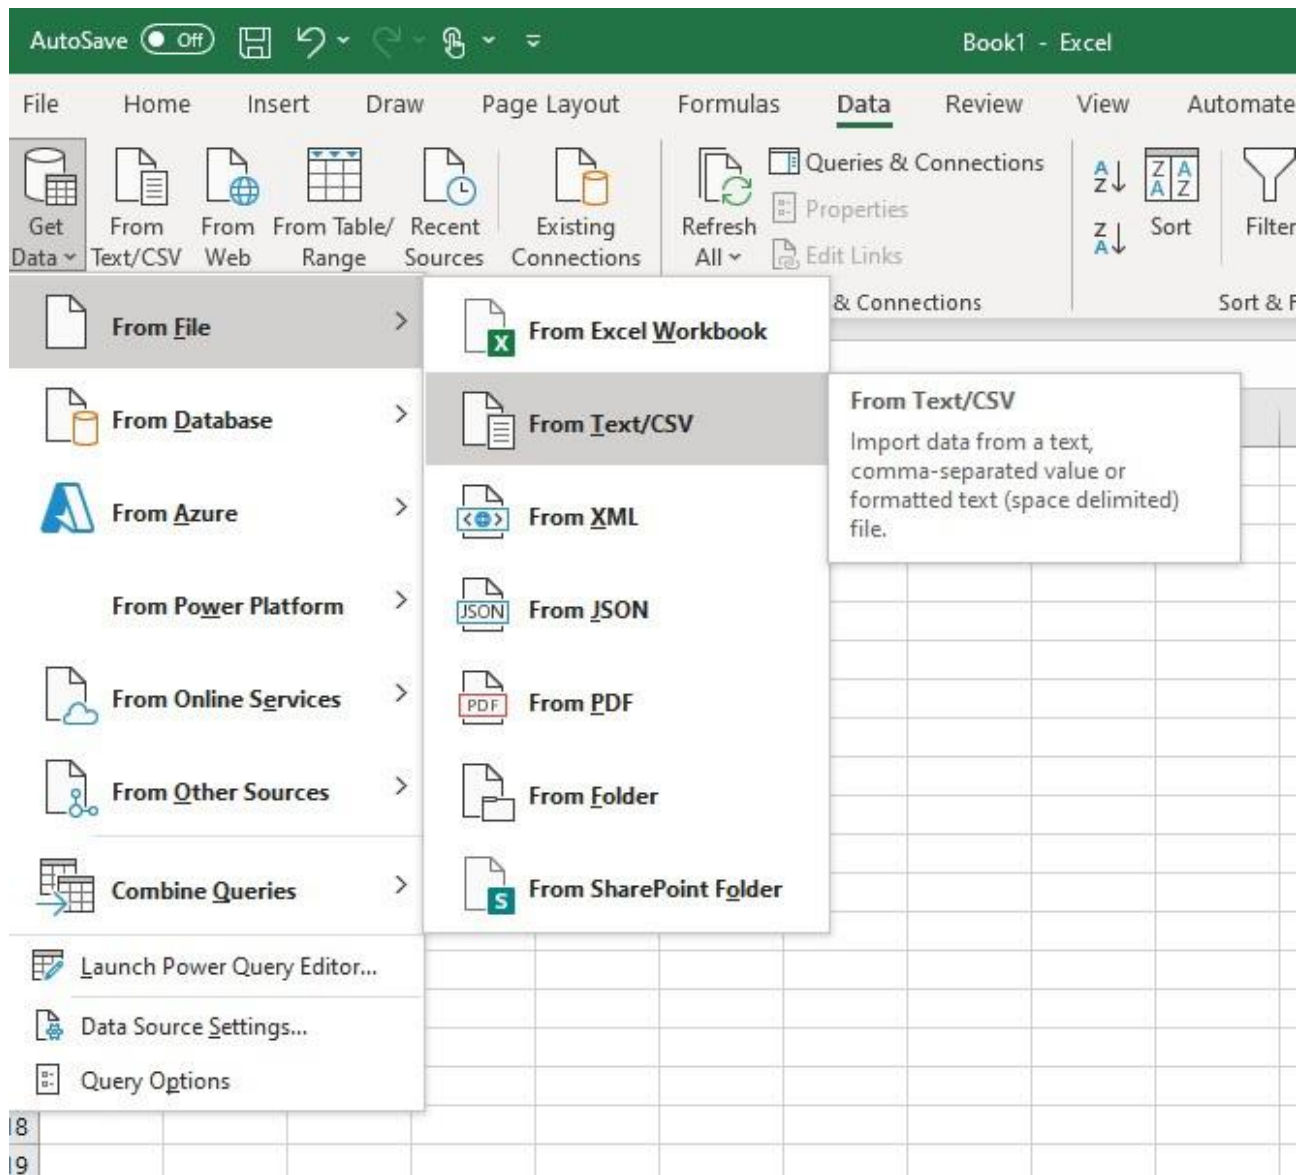 AutoSave Off Book1 - Excel
File Home Insert Draw Page Layout Formulas Data Review View Automate
Get Data
From Text/CSV
From Web
From Table/ Range
Recent Sources
Existing Connections
Refresh All
Queries & Connections
Properties
Edit Links
A Z
Z A
Z A A Z
Sort
Filter
& Connections
Sort & F
From File
From Database
From Azure
From Power Platform
From Online Services
From Other Sources
Combine Queries
Launch Power Query Editor...
Data Source Settings...
Query Options
X From Excel Workbook
From Text/CSV
From XML
JSON From JSON
PDF From PDF
From Folder
S From SharePoint Folder
From Text/CSV
Import data from a text,
comma-separated value or
formatted text (space delimited)
file.
18
19